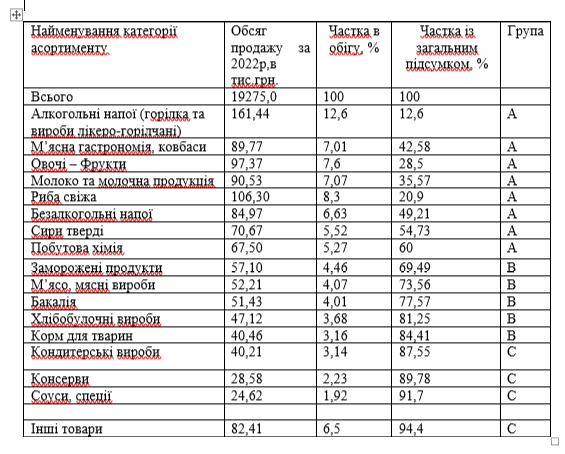 Найменування категорії асортименту Обсяг продажу за 2022р,в тис.грн. Частка в обігу, % Частка із загальним підсумком, % Група
Всього 19275,0 100 100
Алкогольні напої (горілка та вироби лікеро-горілчані) 161,44 12,6 12,6 А
М’ясна гастрономія, ковбаси 89,77 7,01 42,58 А
Овочі – Фрукти 97,37 7,6 28,5 А
Молоко та молочна продукція 90,53 7,07 35,57 А
Риба свіжа 106,30 8,3 20,9 А
Безалкогольні напої 84,97 6,63 49,21 А
Сири тверді 70,67 5,52 54,73 А
Побутова хімія 67,50 5,27 60 А
Заморожені продукти 57,10 4,46 69,49 В
М’ясо, мясні вироби 52,21 4,07 73,56 В
Бакалія 51,43 4,01 77,57 В
Хлібобулочні вироби 47,12 3,68 81,25 В
Корм для тварин 40,46 3,16 84,41 В
Кондитерські вироби 40,21 3,14 87,55 С
Консерви 28,58 2,23 89,78 С
Соуси, спеції 24,62 1,92 91,7 С
Інші товари 82,41 6,5 94,4 С